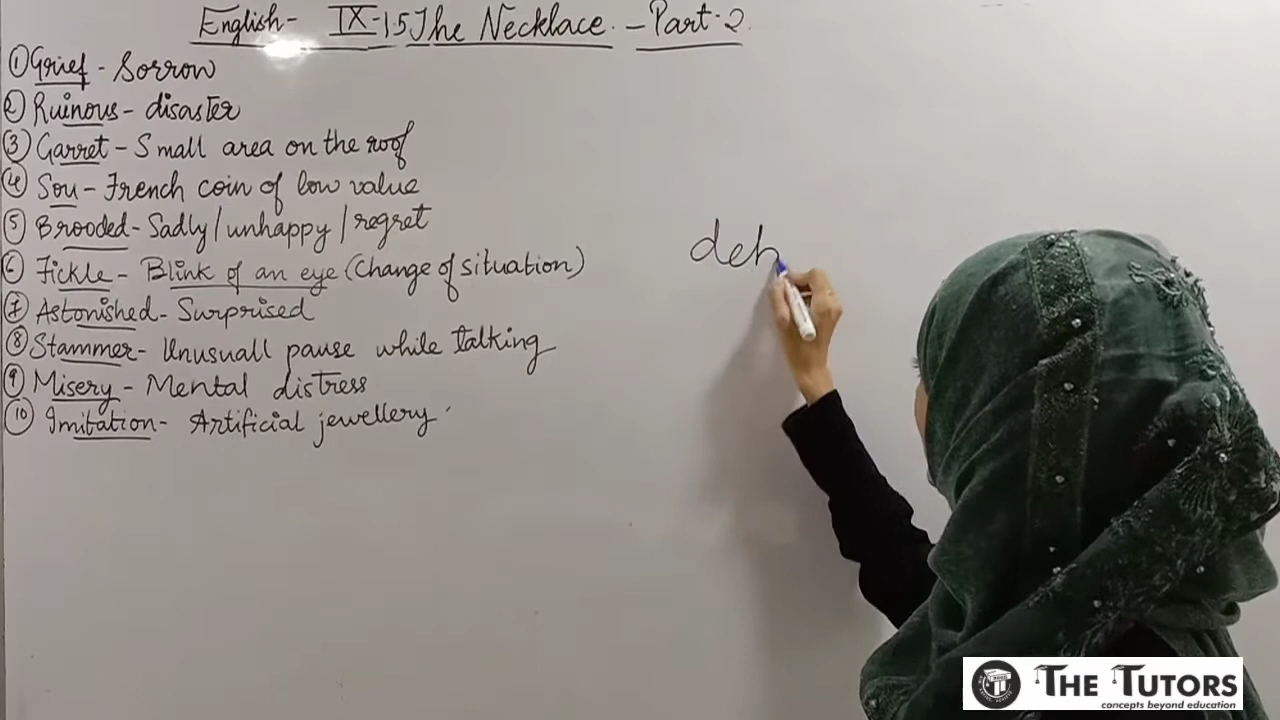 English- IX-15 The Necklace. - Part-2.
① Grief - Sorrow
② Ruinous - disaster
③ Garret - Small area on the roof
④ Sou - French coin of low value
⑤ Brooded - Sadly / unhappy / regret
⑥ Fickle - Blink of an eye (Change of situation)
⑦ Astonished - Surprised
⑧ Stammer - Unusuall pause while talking
⑨ Misery - Mental distress
⑩ Imitation - Artificial jewellery.
deb
THE TUTORS
concepts beyond education